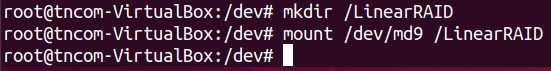 root@tncom-VirtualBox:/dev# mkdir /LinearRAID
root@tncom-VirtualBox:/dev# mount /dev/md9 /LinearRAID
root@tncom-VirtualBox:/dev#